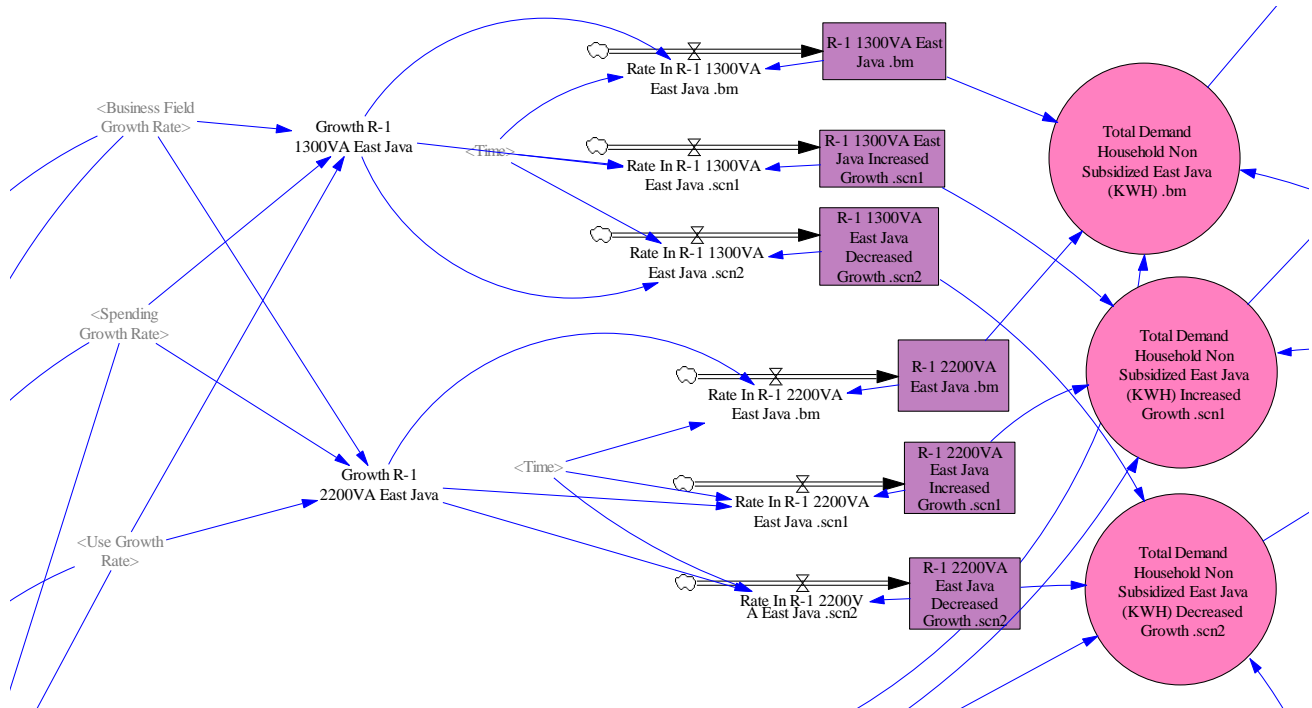 <Business Field
Growth Rate>
<Spending
Growth Rate>
<Use Growth
Rate>
Growth R-1
1300VA East Java
<Time>
Rate In R-1 1300VA
East Java .bm
R-1 1300VA East
Java .bm
Rate In R-1 1300VA
East Java .scn1
R-1 1300VA East
Java Increased
Growth .scn1
Rate In R-1 1300VA
East Java .scn2
R-1 1300VA
East Java
Decreased
Growth .scn2
Growth R-1
2200VA East Java
<Time>
Rate In R-1 2200VA
East Java .bm
R-1 2200VA
East Java .bm
Rate In R-1 2200VA
East Java .scn1
R-1 2200VA
East Java
Increased
Growth .scn1
Rate In R-1 2200V
A East Java .scn2
R-1 2200VA
East Java
Decreased
Growth .scn2
Total Demand
Household Non
Subsidized East Java
(KWH) .bm
Total Demand
Household Non
Subsidized East Java
(KWH) Increased
Growth .scn1
Total Demand
Household Non
Subsidized East Java
(KWH) Decreased
Growth .scn2